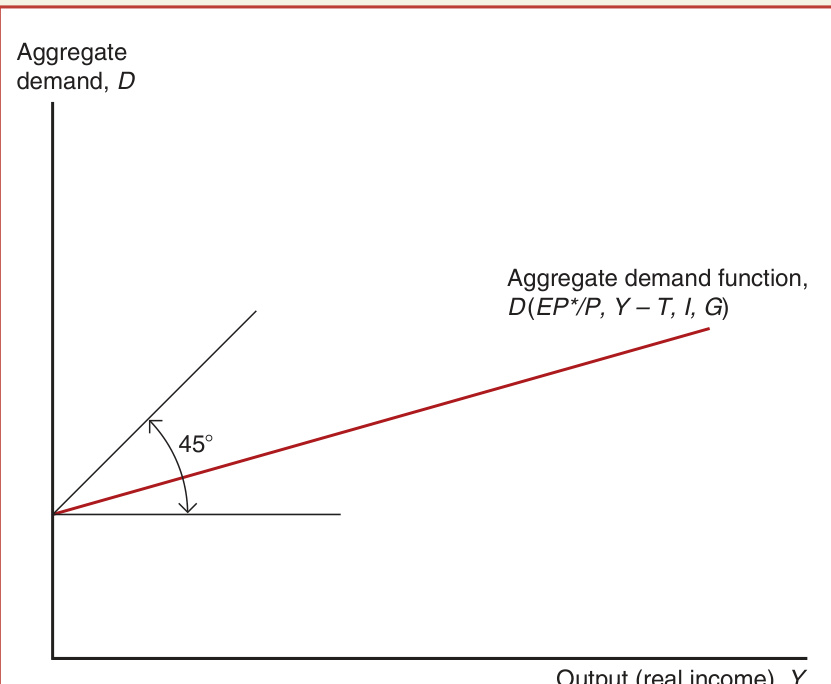 Aggregate
demand, D
Aggregate demand function,
D(EP*/P, Y – T, I, G)
45°
Output (real income), Y